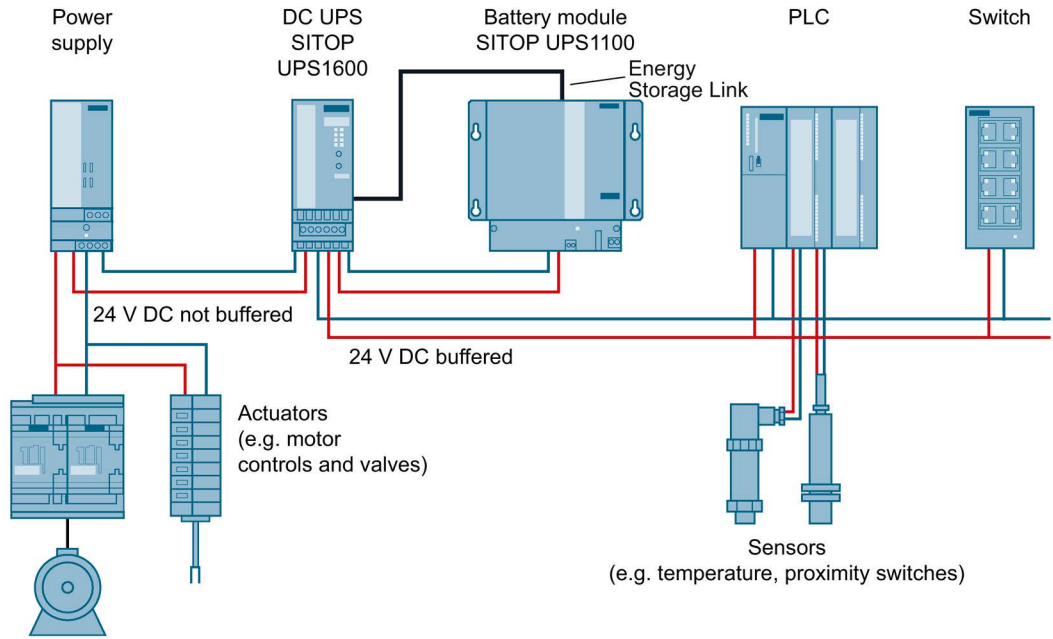 Power
supply
DC UPS
SITOP
UPS1600
Battery module
SITOP UPS1100
Energy
Storage Link
PLC
Switch
24 V DC not buffered
24 V DC buffered
Actuators
(e.g. motor
controls and valves)
Sensors
(e.g. temperature, proximity switches)